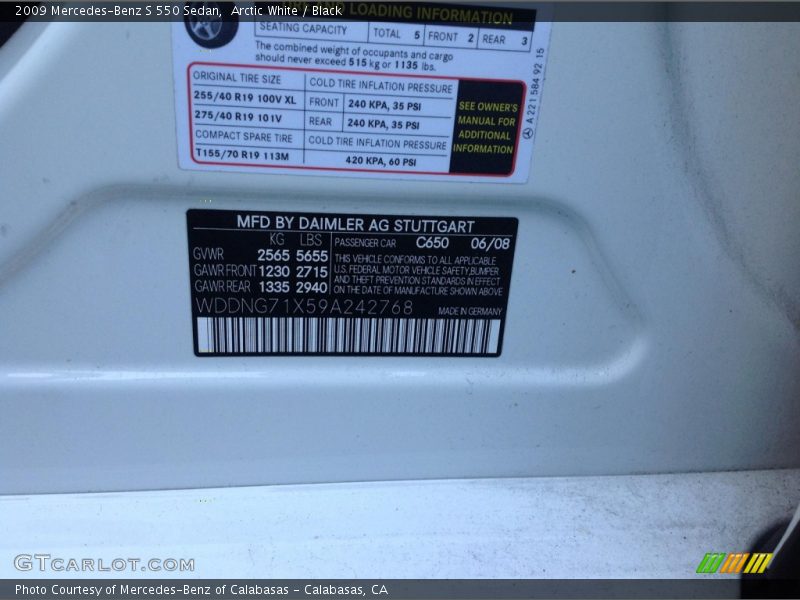 2009 Mercedes-Benz S 550 Sedan,  Arctic White / Black
LOADING INFORMATION
SEATING CAPACITY TOTAL 5 FRONT 2 REAR 3
The combined weight of occupants and cargo
should never exceed 515 kg or 1135 lbs.
ORIGINAL TIRE SIZE COLD TIRE INFLATION PRESSURE
255/40 R19 100V XL FRONT 240 KPA, 35 PSI
275/40 R19 101V REAR 240 KPA, 35 PSI
COMPACT SPARE TIRE COLD TIRE INFLATION PRESSURE
T155/70 R19 113M 420 KPA, 60 PSI
SEE OWNER'S
MANUAL FOR
ADDITIONAL
INFORMATION
A 221 584 92 15
MFD BY DAIMLER AG STUTTGART
KG LBS
GVWR 2565 5655
GAWR FRONT 1230 2715
GAWR REAR 1335 2940
PASSENGER CAR C650 06/08
THIS VEHICLE CONFORMS TO ALL APPLICABLE
U.S. FEDERAL MOTOR VEHICLE SAFETY, BUMPER
AND THEFT PREVENTION STANDARDS IN EFFECT
ON THE DATE OF MANUFACTURE SHOWN ABOVE
WDDNG71X59A242768 MADE IN GERMANY
GTCARLOT.COM
Photo Courtesy of Mercedes-Benz of Calabasas - Calabasas, CA